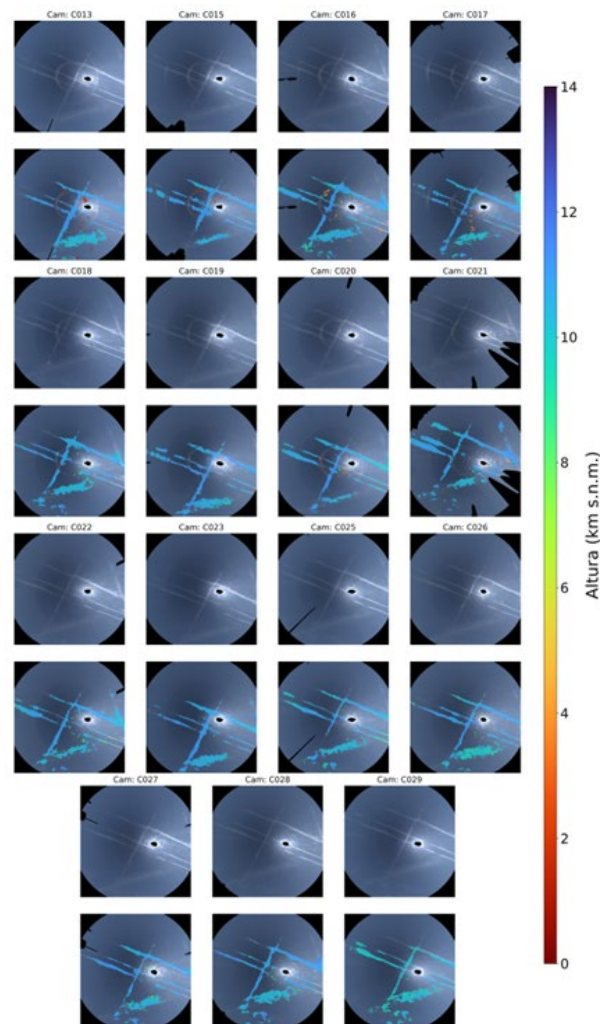 Cam: C013
Cam: C015
Cam: C016
Cam: C017
Cam: C018
Cam: C019
Cam: C020
Cam: C021
Cam: C022
Cam: C023
Cam: C025
Cam: C026
Cam: C027
Cam: C028
Cam: C029
14
12
10
8
6
4
2
0
Altura (km s.n.m.)